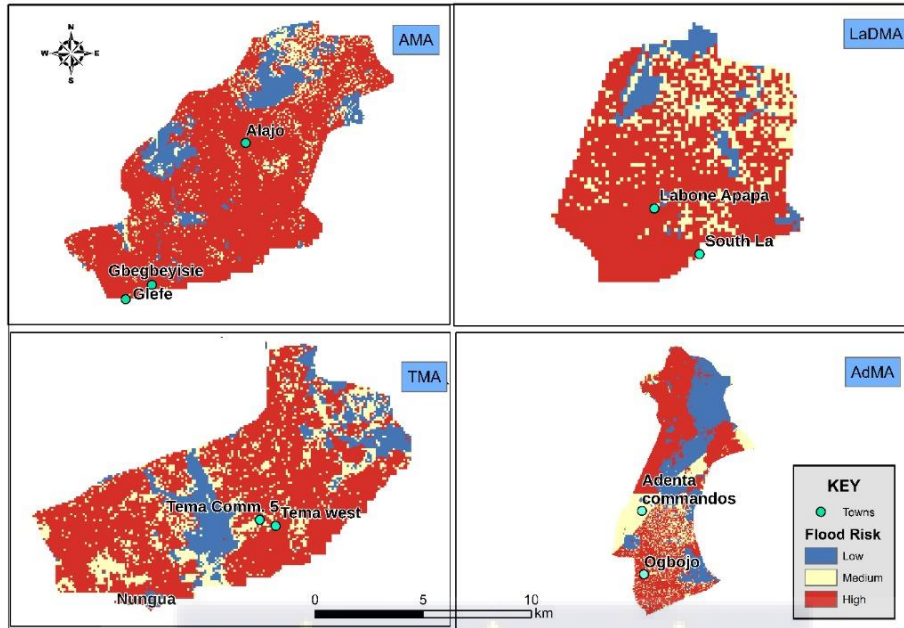 N
W E
S
AMA
Alajo
Gbegbeyisie
Glefe
LaDMA
Labone Apapa
South La
TMA
Tema Comm. 5
Tema west
Nungua
0 5 10
km
AdMA
Adenta
commandos
Ogbojo
KEY
Towns
Flood Risk
Low
Medium
High